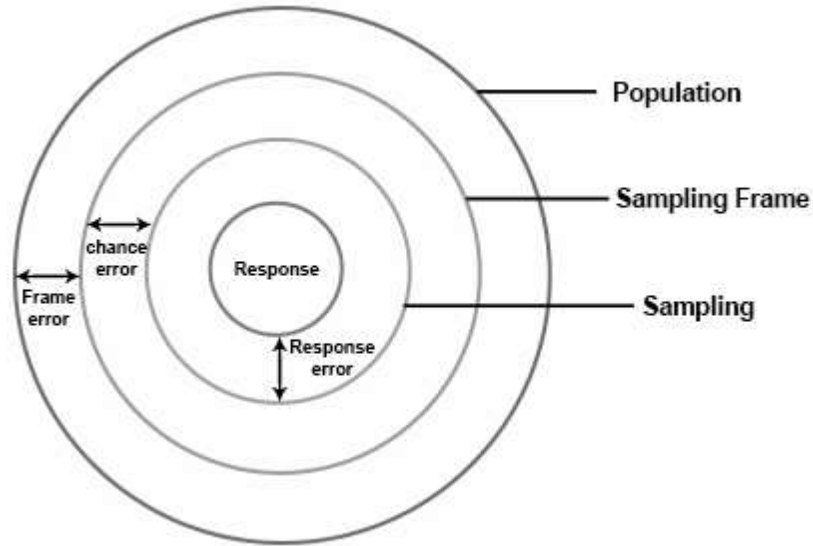 Population
Sampling Frame
chance
error
Response
Frame
error
Sampling
Response
error